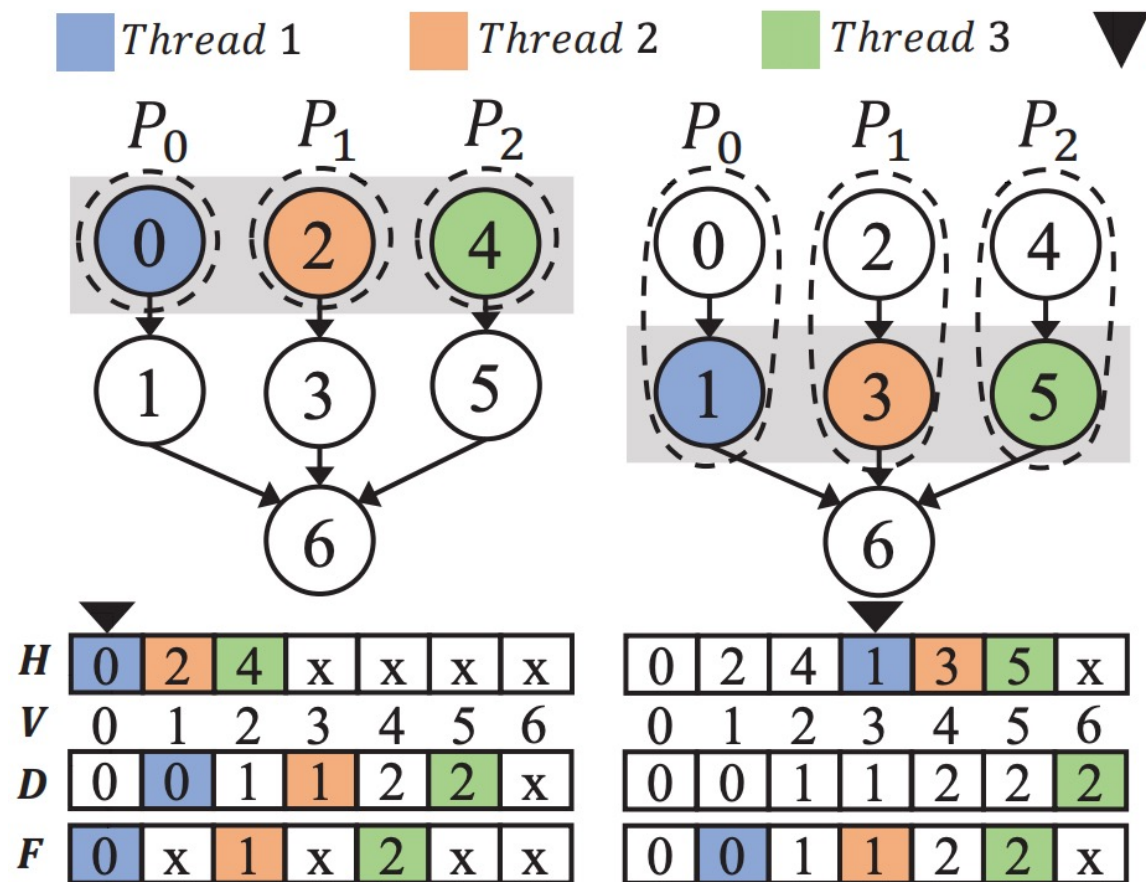 Thread 1 Thread 2 Thread 3
P0 P1 P2 P0 P1 P2
0 2 4 0 2 4
1 3 5 1 3 5
6 6
H 0 2 4 x x x x 0 2 4 1 3 5 x
V 0 1 2 3 4 5 6 0 1 2 3 4 5 6
D 0 0 1 1 2 2 x 0 0 1 1 2 2 2
F 0 x 1 x 2 x x 0 0 1 1 2 2 x